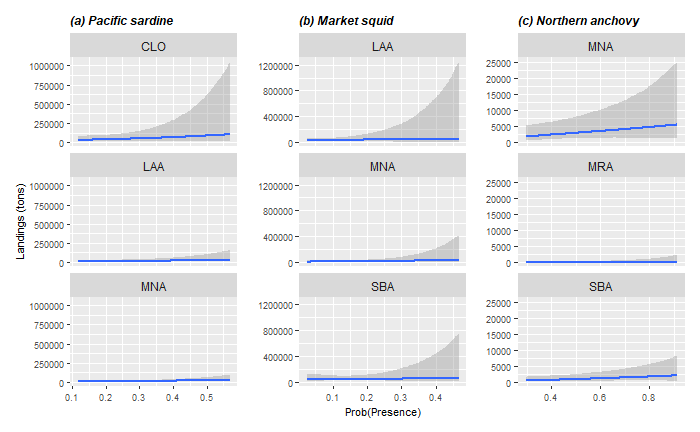 (a) Pacific sardine
(b) Market squid
(c) Northern anchovy
CLO
LAA
MNA
1000000
750000
500000
250000
0
1200000
800000
400000
0
25000
20000
15000
10000
5000
0
LAA
MNA
MRA
1000000
750000
500000
250000
0
1200000
800000
400000
0
25000
20000
15000
10000
5000
0
MNA
SBA
SBA
1000000
750000
500000
250000
0
1200000
800000
400000
0
25000
20000
15000
10000
5000
0
0.1 0.2 0.3 0.4 0.5
0.1 0.2 0.3 0.4
0.4 0.6 0.8
Landings (tons)
Prob(Presence)